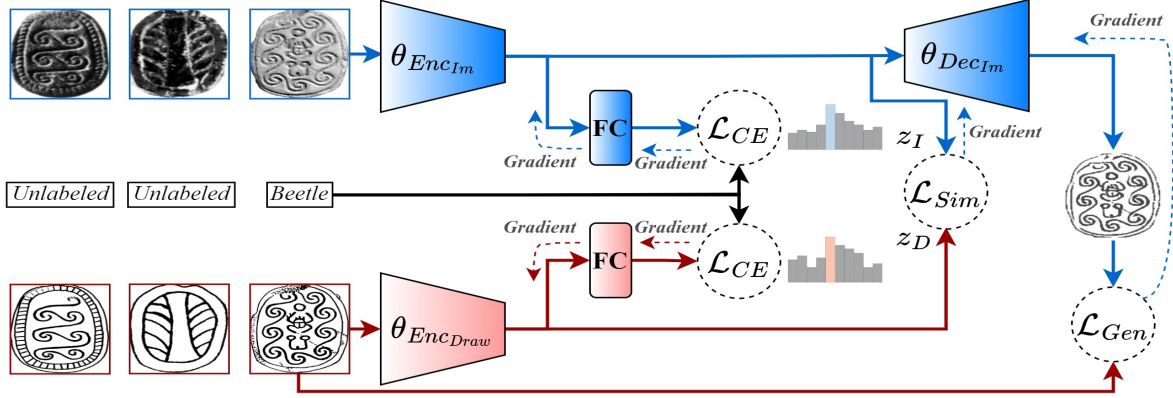 θ_{Enc_{Im}}
θ_{Dec_{Im}}
Gradient
FC
ℒ_{CE}
Gradient
Gradient
z_I
Gradient
Unlabeled
Unlabeled
Beetle
ℒ_{Sim}
Gradient
Gradient
z_D
FC
ℒ_{CE}
θ_{Enc_{Draw}}
ℒ_{Gen}